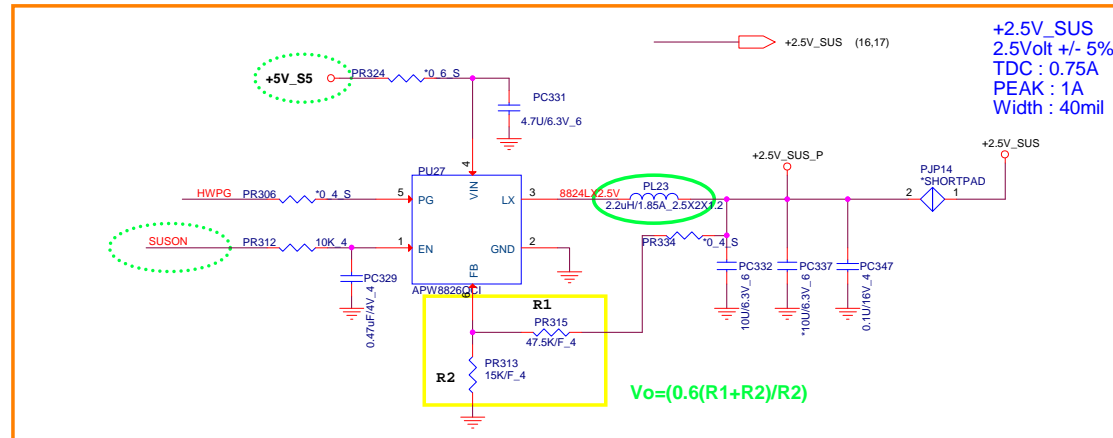 +2.5V_SUS (16,17)
+2.5V_SUS
2.5Volt +/- 5%
TDC : 0.75A
PEAK : 1A
Width : 40mil
+5V_S5
PR324
*0_6_S
PC331
4.7U/6.3V_6
PU27
4
VIN
HWPG
PR306
*0_4_S
5
PG
LX
3
8824LX2.5V
PL23
2.2uH/1.85A_2.5X2X1.2
+2.5V_SUS_P
+2.5V_SUS
PJP14
*SHORTPAD
2
1
SUSON
PR312
10K_4
1
EN
GND
2
FB
6
APW8826QCI
PR334
*0_4_S
PC329
0.47uF/4V_4
PC332
10U/6.3V_6
PC337
*10U/6.3V_6
PC347
0.1U/16V_4
R1
PR315
47.5K/F_4
R2
PR313
15K/F_4
Vo=(0.6(R1+R2)/R2)